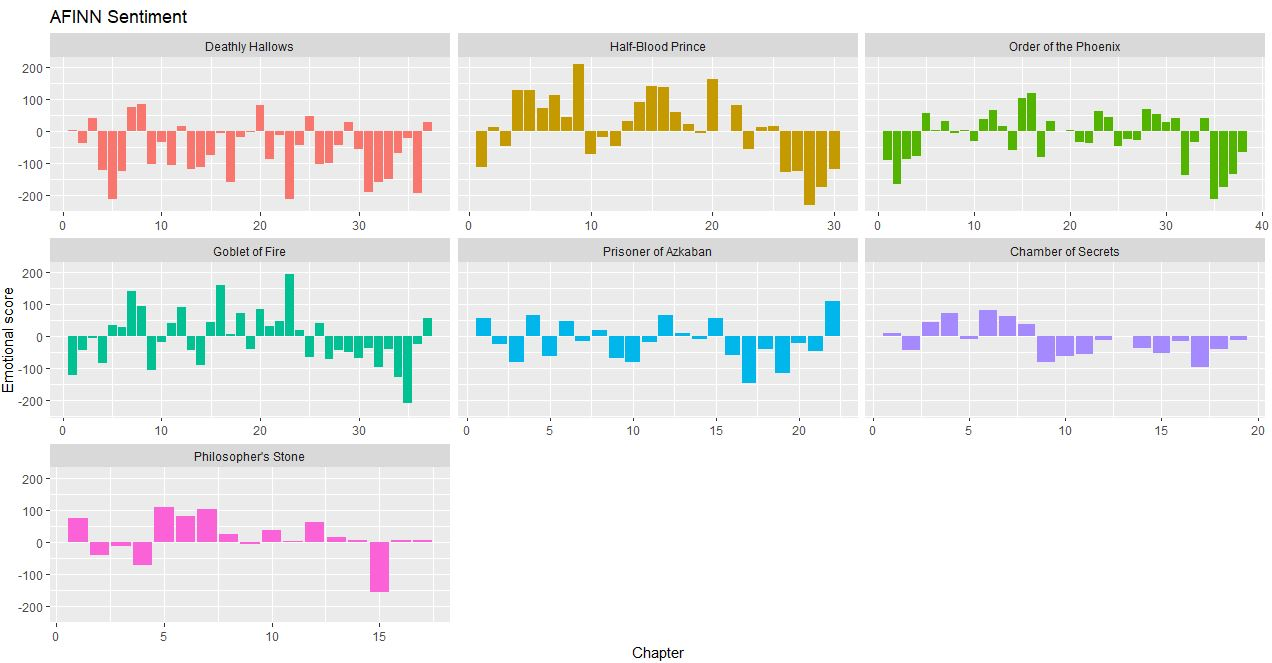 AFINN Sentiment
Deathly Hallows
Half-Blood Prince
Order of the Phoenix
200
100
0
-100
-200
0 10 20 30
0 10 20 30
0 10 20 30 40
Goblet of Fire
Prisoner of Azkaban
Chamber of Secrets
200
100
0
-100
-200
0 10 20 30
0 5 10 15 20
0 5 10 15 20
Philosopher's Stone
200
100
0
-100
-200
0 5 10 15
Emotional score
Chapter